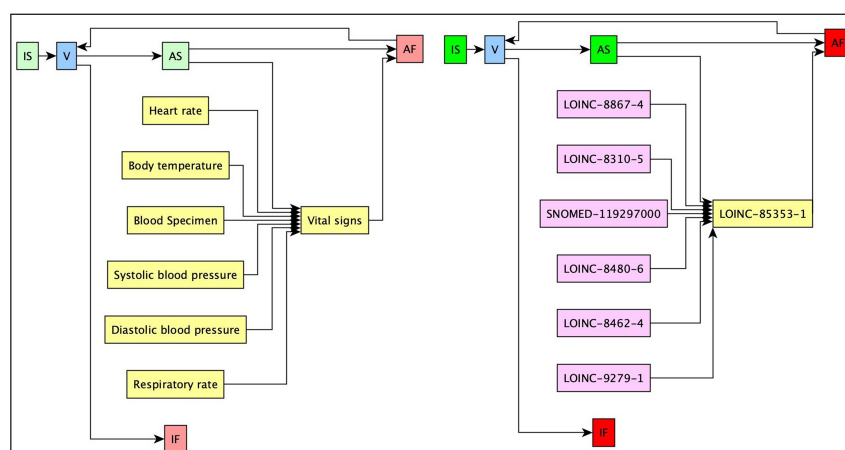 IS
V
AS
AF
Heart rate
Body temperature
Blood Specimen
Vital signs
Systolic blood pressure
Diastolic blood pressure
Respiratory rate
IF
IS
V
AS
AF
LOINC-8867-4
LOINC-8310-5
SNOMED-119297000
LOINC-85353-1
LOINC-8480-6
LOINC-8462-4
LOINC-9279-1
IF